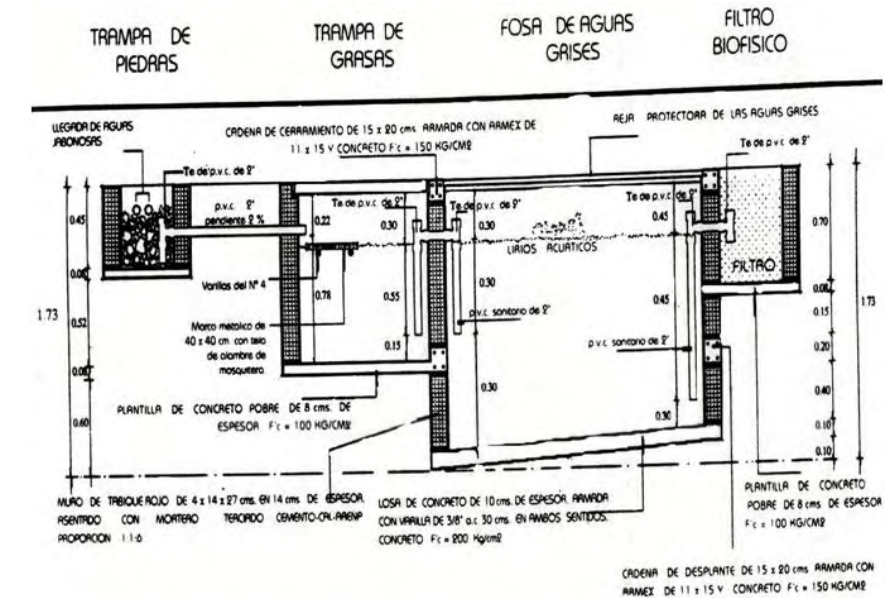 TRAMPA DE
PIEDRAS
TRAMPA DE
GRASAS
FOSA DE AGUAS
GRISES
FILTRO
BIOFISICO
LLEGADA DE AGUAS
JABONOSAS
CADENA DE CERRAMIENTO DE 15 x 20 cms. ARMADA CON ARMEX DE
11 x 15 V CONCRETO F'c = 150 KG/CM2
REJA PROTECTORA DE LAS AGUAS GRISES
Te de p.v.c. de 2"
Te de p.v.c. de 2"
p.v.c. 2"
pendiente 2 %
Te de p.v.c. de 2"
Te de p.v.c. de 2"
Te de p.v.c. de 2"
0.45
0.22
0.30
0.30
0.45
0.70
LIRIOS ACUATICOS
FILTRO
0.08
Varillas del Nº 4
0.78
0.55
0.30
0.45
0.08
1.73
0.52
Marco metalico de
40 x 40 cm. con tela
de alambre de
mosquitero.
0.15
p.v.c. sanitario de 2"
p.v.c. sanitario de 2"
0.15
0.20
1.73
0.08
0.60
PLANTILLA DE CONCRETO POBRE DE 8 cms. DE
ESPESOR F'c = 100 KG/CM2
0.30
0.30
0.40
0.10
0.10
MURO DE TABIQUE ROJO DE 4 x 14 x 27 cms. EN 14 cms. DE ESPESOR,
ASENTADO CON MORTERO TERCIADO CEMENTO-CAL-ARENA
PROPORCION 1:1:6
LOSA DE CONCRETO DE 10 cms. DE ESPESOR, ARMADA
CON VARILLA DE 3/8" a.c 30 cms. EN AMBOS SENTIDOS.
CONCRETO F'c = 200 Kg/cm2
PLANTILLA DE CONCRETO
POBRE DE 8 cms. DE ESPESOR
F'c = 100 KG/CM2
CADENA DE DESPLANTE DE 15 x 20 cms ARMADA CON
ARMEX DE 11 x 15 V CONCRETO F'c = 150 KG/CM2